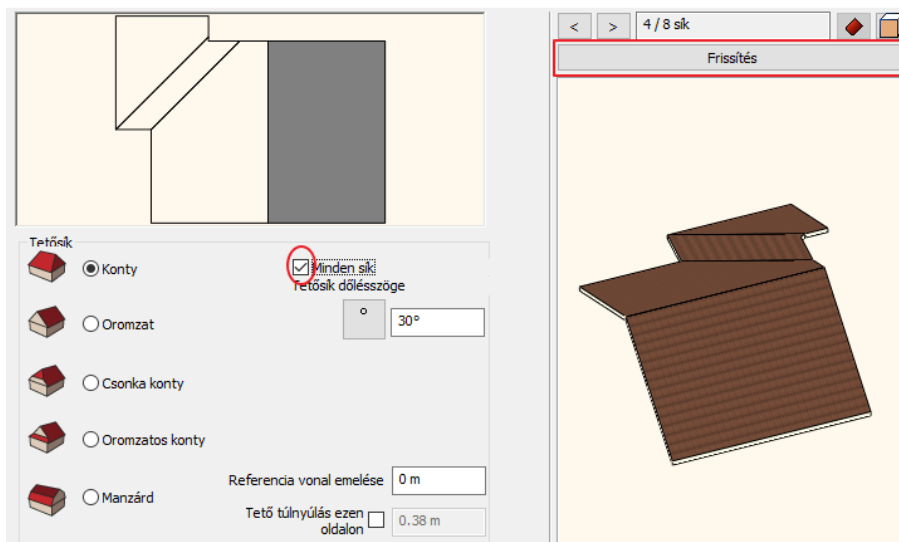 < > 4 / 8 sík
Frissítés
Tetősík
Konty
Minden sík
Tetősík dőlésszöge
° 30°
Oromzat
Csonka konty
Oromzatos konty
Referencia vonal emelése 0 m
Manzárd
Tető túlnyúlás ezen
oldalon 0.38 m